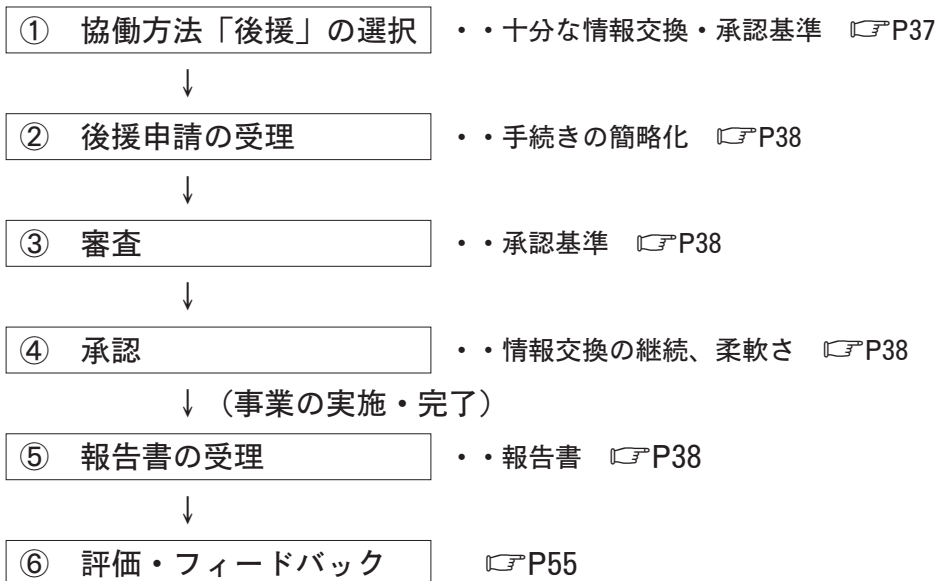 ① 協働方法「後援」の選択 ・・十分な情報交換・承認基準 ☞P37
↓
② 後援申請の受理 ・・手続きの簡略化 ☞P38
↓
③ 審査 ・・承認基準 ☞P38
↓
④ 承認 ・・情報交換の継続、柔軟さ ☞P38
↓（事業の実施・完了）
⑤ 報告書の受理 ・・報告書 ☞P38
↓
⑥ 評価・フィードバック ☞P55